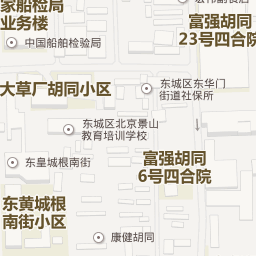 家船检局
业务楼
中国船舶检验局
富强胡同
23号四合院
大草厂胡同小区
东城区东华门
街道社保所
东城区北京景山
教育培训学校
东皇城根南街
富强胡同
6号四合院
东黄城根
南街小区
康健胡同